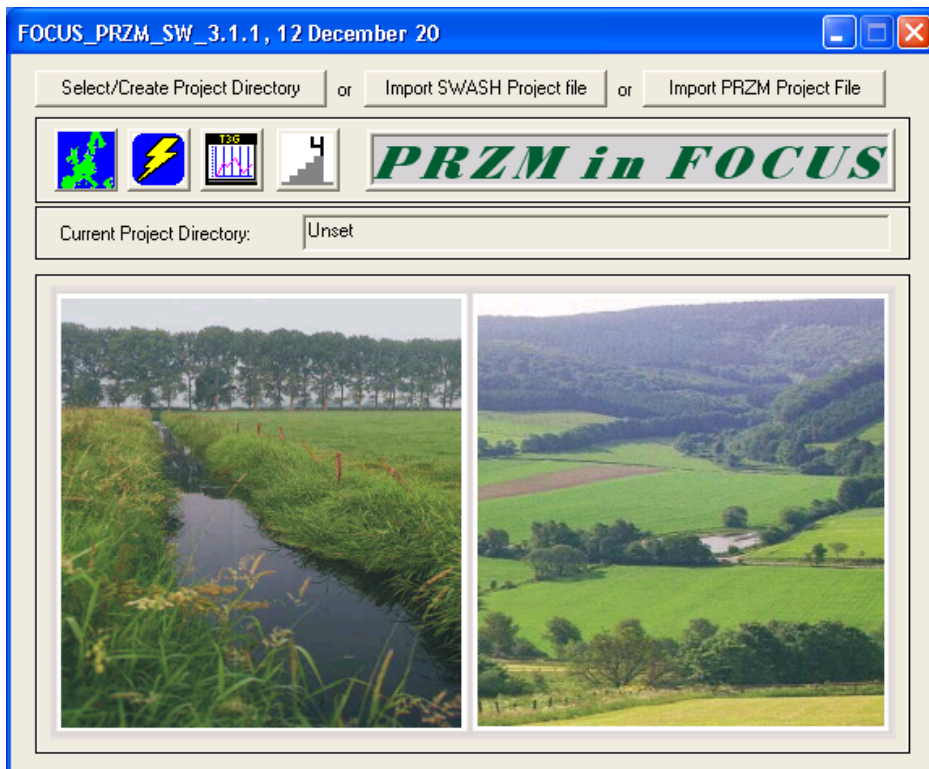 FOCUS_PRZM_SW_3.1.1, 12 December 20
Select/Create Project Directory or Import SWASH Project file or Import PRZM Project File
T3G 4 PRZM in FOCUS
Current Project Directory: Unset